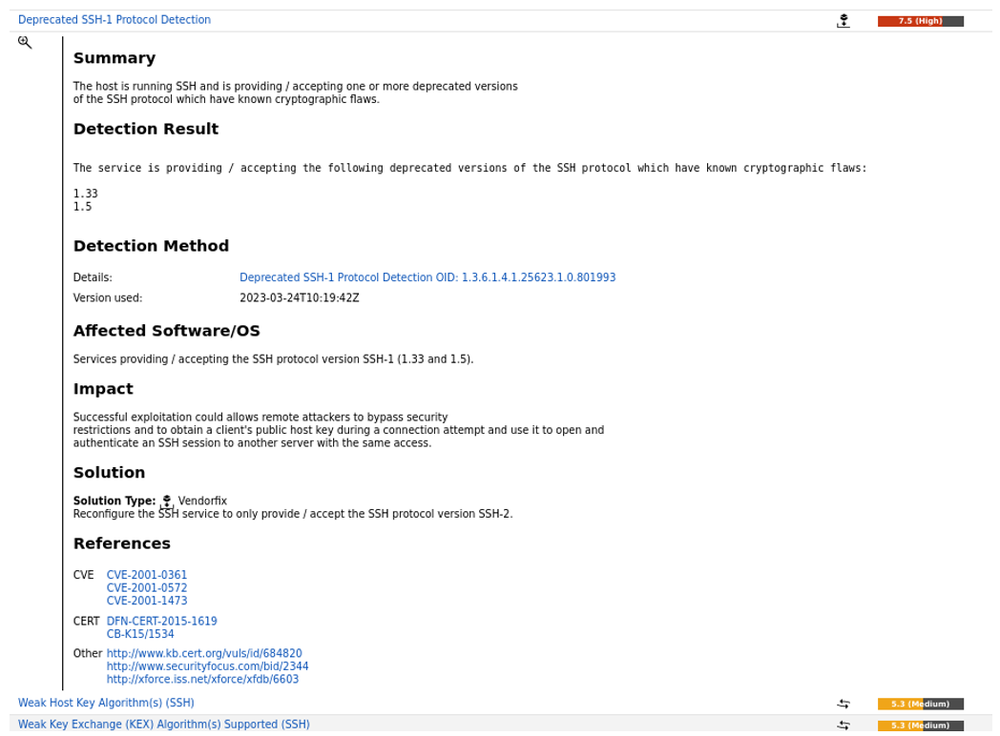 Deprecated SSH-1 Protocol Detection 7.5 (High)
Summary
The host is running SSH and is providing / accepting one or more deprecated versions
of the SSH protocol which have known cryptographic flaws.
Detection Result
The service is providing / accepting the following deprecated versions of the SSH protocol which have known cryptographic flaws:
1.33
1.5
Detection Method
Details: Deprecated SSH-1 Protocol Detection OID: 1.3.6.1.4.1.25623.1.0.801993
Version used: 2023-03-24T10:19:42Z
Affected Software/OS
Services providing / accepting the SSH protocol version SSH-1 (1.33 and 1.5).
Impact
Successful exploitation could allows remote attackers to bypass security
restrictions and to obtain a client's public host key during a connection attempt and use it to open and
authenticate an SSH session to another server with the same access.
Solution
Solution Type: Vendorfix
Reconfigure the SSH service to only provide / accept the SSH protocol version SSH-2.
References
CVE CVE-2001-0361
CVE-2001-0572
CVE-2001-1473
CERT DFN-CERT-2015-1619
CB-K15/1534
Other http://www.kb.cert.org/vuls/id/684820
http://www.securityfocus.com/bid/2344
http://xforce.iss.net/xforce/xfdb/6603
Weak Host Key Algorithm(s) (SSH) 5.3 (Medium)
Weak Key Exchange (KEX) Algorithm(s) Supported (SSH) 5.3 (Medium)